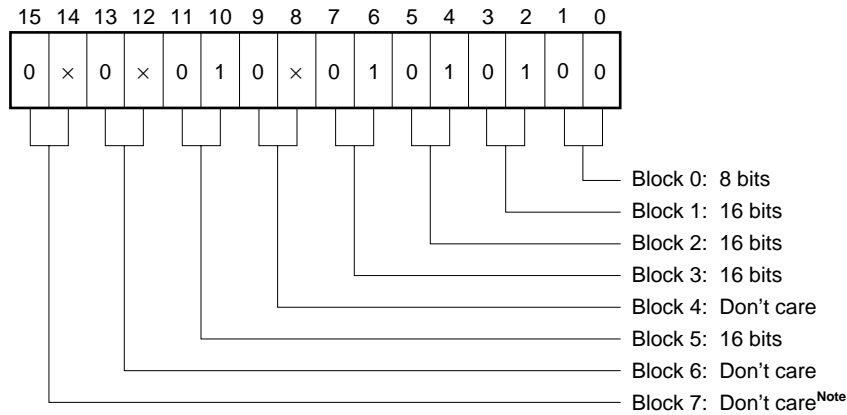 15 14 13 12 11 10 9 8 7 6 5 4 3 2 1 0
0 × 0 × 0 1 0 × 0 1 0 1 0 1 0 0
Block 0: 8 bits
Block 1: 16 bits
Block 2: 16 bits
Block 3: 16 bits
Block 4: Don't care
Block 5: 16 bits
Block 6: Don't care
Block 7: Don't care Note